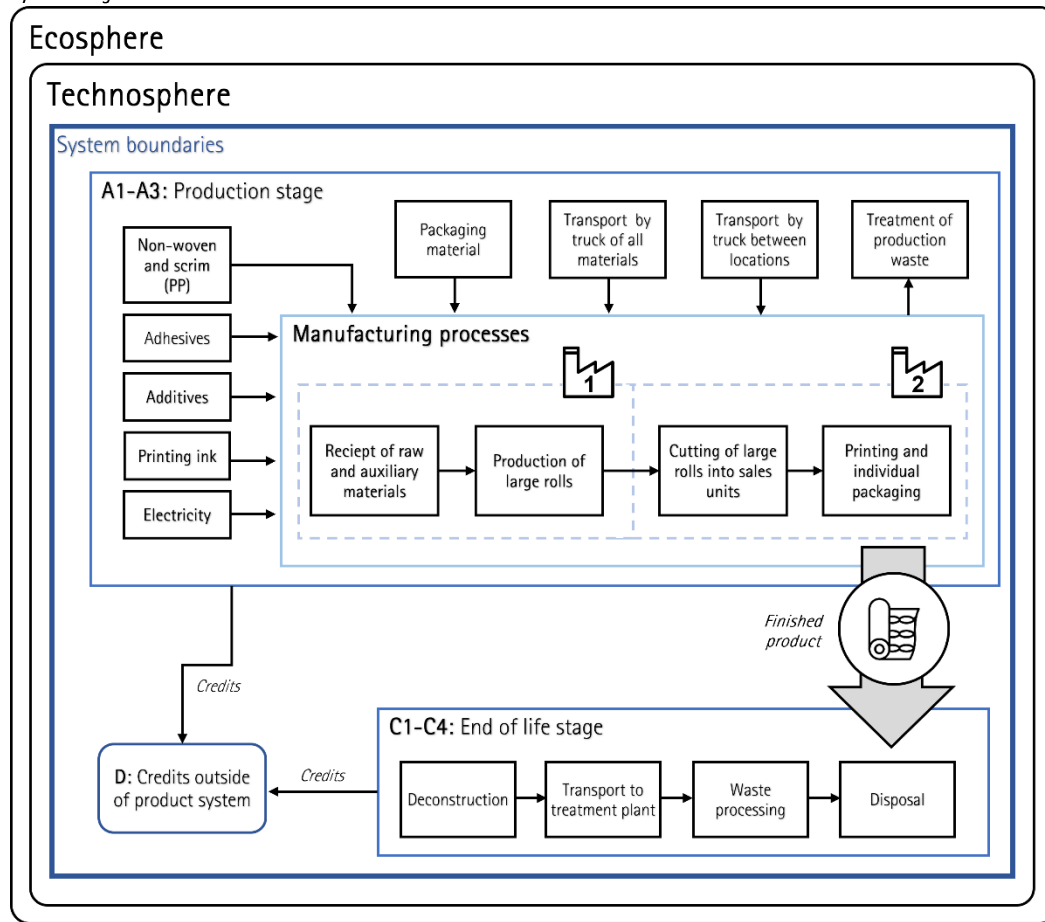 Ecosphere
Technosphere
System boundaries
A1-A3: Production stage
Non-woven
and scrim
(PP)
Packaging
material
Transport by
truck of all
materials
Transport by
truck between
locations
Treatment of
production
waste
Adhesives
Additives
Printing ink
Electricity
Manufacturing processes
1
2
Reciept of raw
and auxiliary
materials
Production of
large rolls
Cutting of large
rolls into sales
units
Printing and
individual
packaging
Finished
product
Credits
C1-C4: End of life stage
D: Credits outside
of product system
Credits
Deconstruction
Transport to
treatment plant
Waste
processing
Disposal